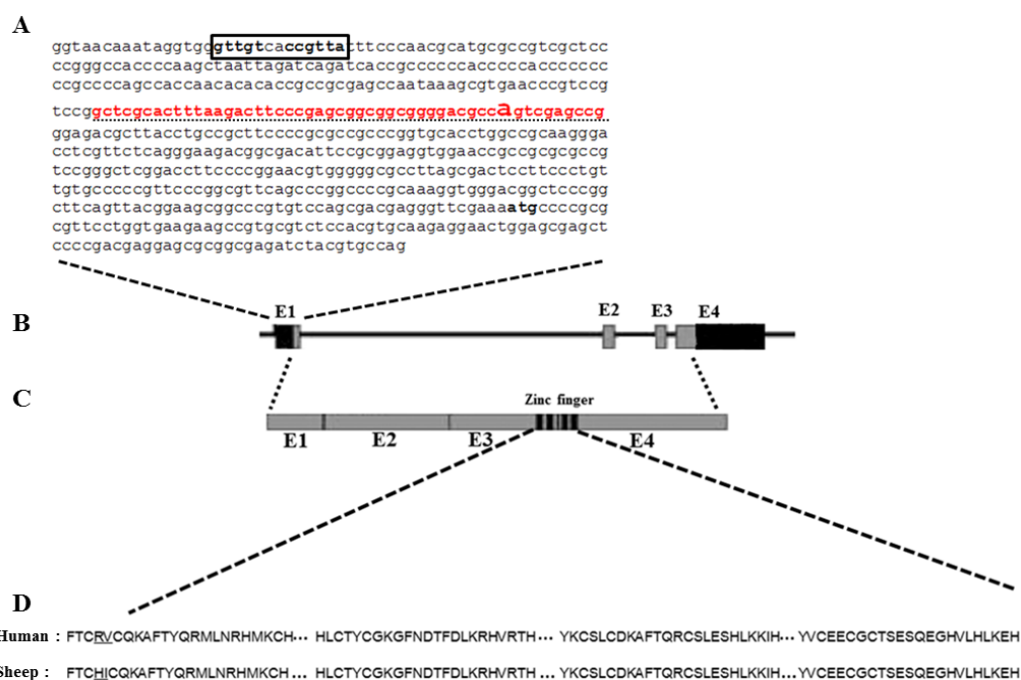 A
ggtaacaaataggtgggttgtcaccgttacttcccaacgcatgcgccgtcgctcc
ccgggccaccccaagctaattagatcagatcaccgccccccacccccaccccccc
ccgccccagccaccaacacacaccgccgcgagccaataaagcgtgaacccgtccg
tccggctcgcactttaagacttcccgagcggcggcggggacgccagtcgagccg
ggagacgcttacctgccgcttccccgcgccgcccggtgcacctggccgcaaggga
cctcgttctcagggaagacggcgacattccgcggaggtggaaccgccgcgcgccg
tccgggctcggaccttccccggaacgtgggggcgccttagcgactccttccctgt
tgtgcccccgttcccggcgttcagcccggccccgcaaaggtgggacggctcccgg
cttcagttacggaagcggcccgtgtccagcgacgagggttcgaaaatgccccgcg
cgttcctggtgaagaagccgtgcgtctccacgtgcaagaggaactggagcgagct
ccccgacgaggagcgcggcgagatctacgtgccag
B
E1
E2
E3
E4
C
Zinc finger
E1
E2
E3
E4
D
Human : FTCRVCQKAFTYQRMLNRHMKCH... HLCTYCGKGFNDTFDLKRHVRTH... YKCSLCDKAFTQRCSLESHLKKIH... YVCEECGCTSESQEGHVLHLKEH
Sheep : FTCHICQKAFTYQRMLNRHMKCH... HLCTYCGKGFNDTFDLKRHVRTH... YKCSLCDKAFTQRCSLESHLKKIH... YVCEECGCTSESQEGHVLHLKEH